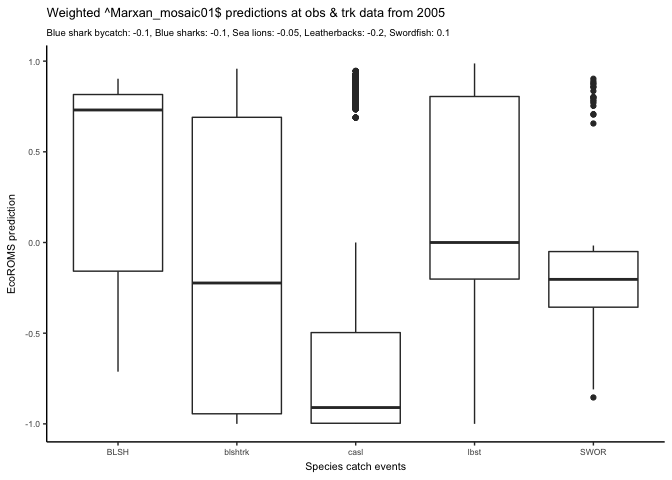 Weighted ^Marxan_mosaic01$ predictions at obs & trk data from 2005
Blue shark bycatch: -0.1, Blue sharks: -0.1, Sea lions: -0.05, Leatherbacks: -0.2, Swordfish: 0.1
1.0
0.5
0.0
-0.5
-1.0
EcoROMS prediction
BLSH blshtrk casl lbst SWOR
Species catch events